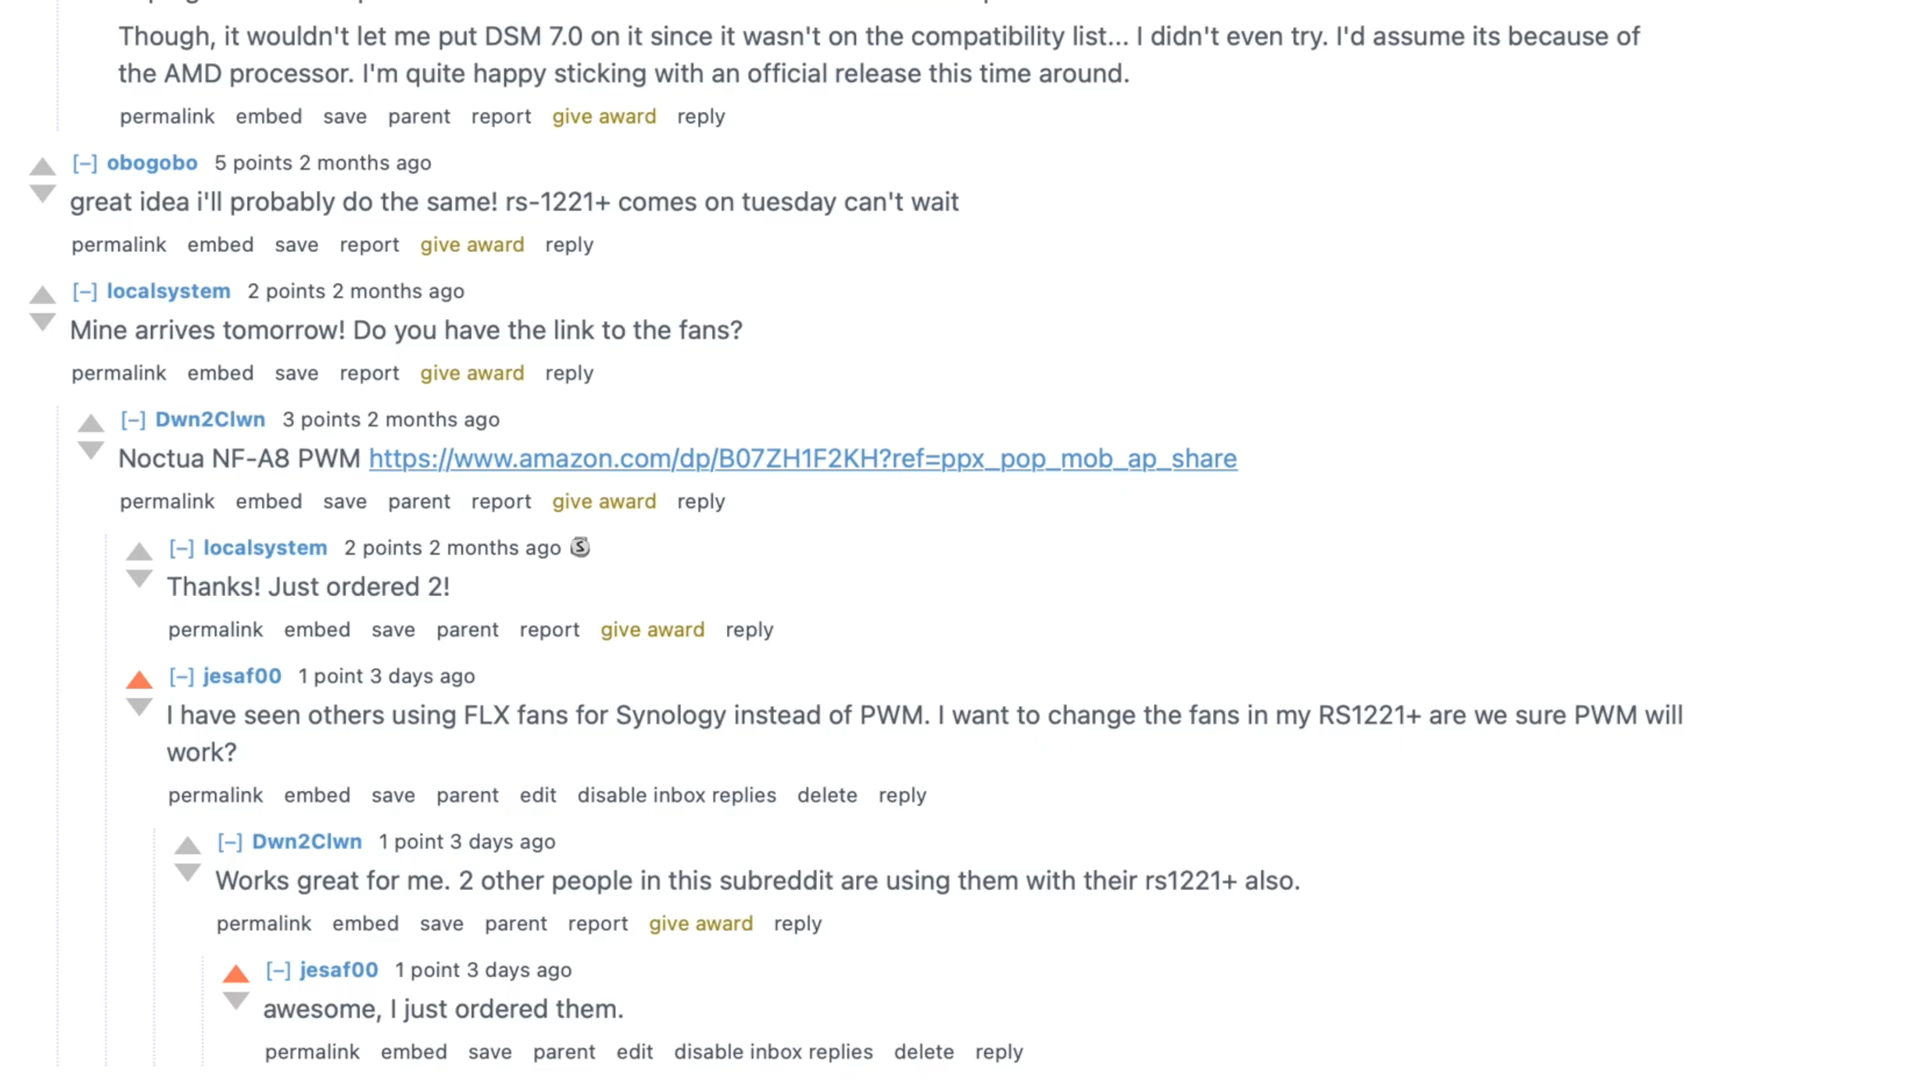 Though, it wouldn't let me put DSM 7.0 on it since it wasn't on the compatibility list... I didn't even try. I'd assume its because of
the AMD processor. I'm quite happy sticking with an official release this time around.
permalink embed save parent report give award reply
[–] obogobo 5 points 2 months ago
great idea i'll probably do the same! rs-1221+ comes on tuesday can't wait
permalink embed save report give award reply
[–] localsystem 2 points 2 months ago
Mine arrives tomorrow! Do you have the link to the fans?
permalink embed save report give award reply
[–] Dwn2Clwn 3 points 2 months ago
Noctua NF-A8 PWM https://www.amazon.com/dp/B07ZH1F2KH?ref=ppx_pop_mob_ap_share
permalink embed save parent report give award reply
[–] localsystem 2 points 2 months ago S
Thanks! Just ordered 2!
permalink embed save parent report give award reply
[–] jesaf00 1 point 3 days ago
I have seen others using FLX fans for Synology instead of PWM. I want to change the fans in my RS1221+ are we sure PWM will
work?
permalink embed save parent edit disable inbox replies delete reply
[–] Dwn2Clwn 1 point 3 days ago
Works great for me. 2 other people in this subreddit are using them with their rs1221+ also.
permalink embed save parent report give award reply
[–] jesaf00 1 point 3 days ago
awesome, I just ordered them.
permalink embed save parent edit disable inbox replies delete reply